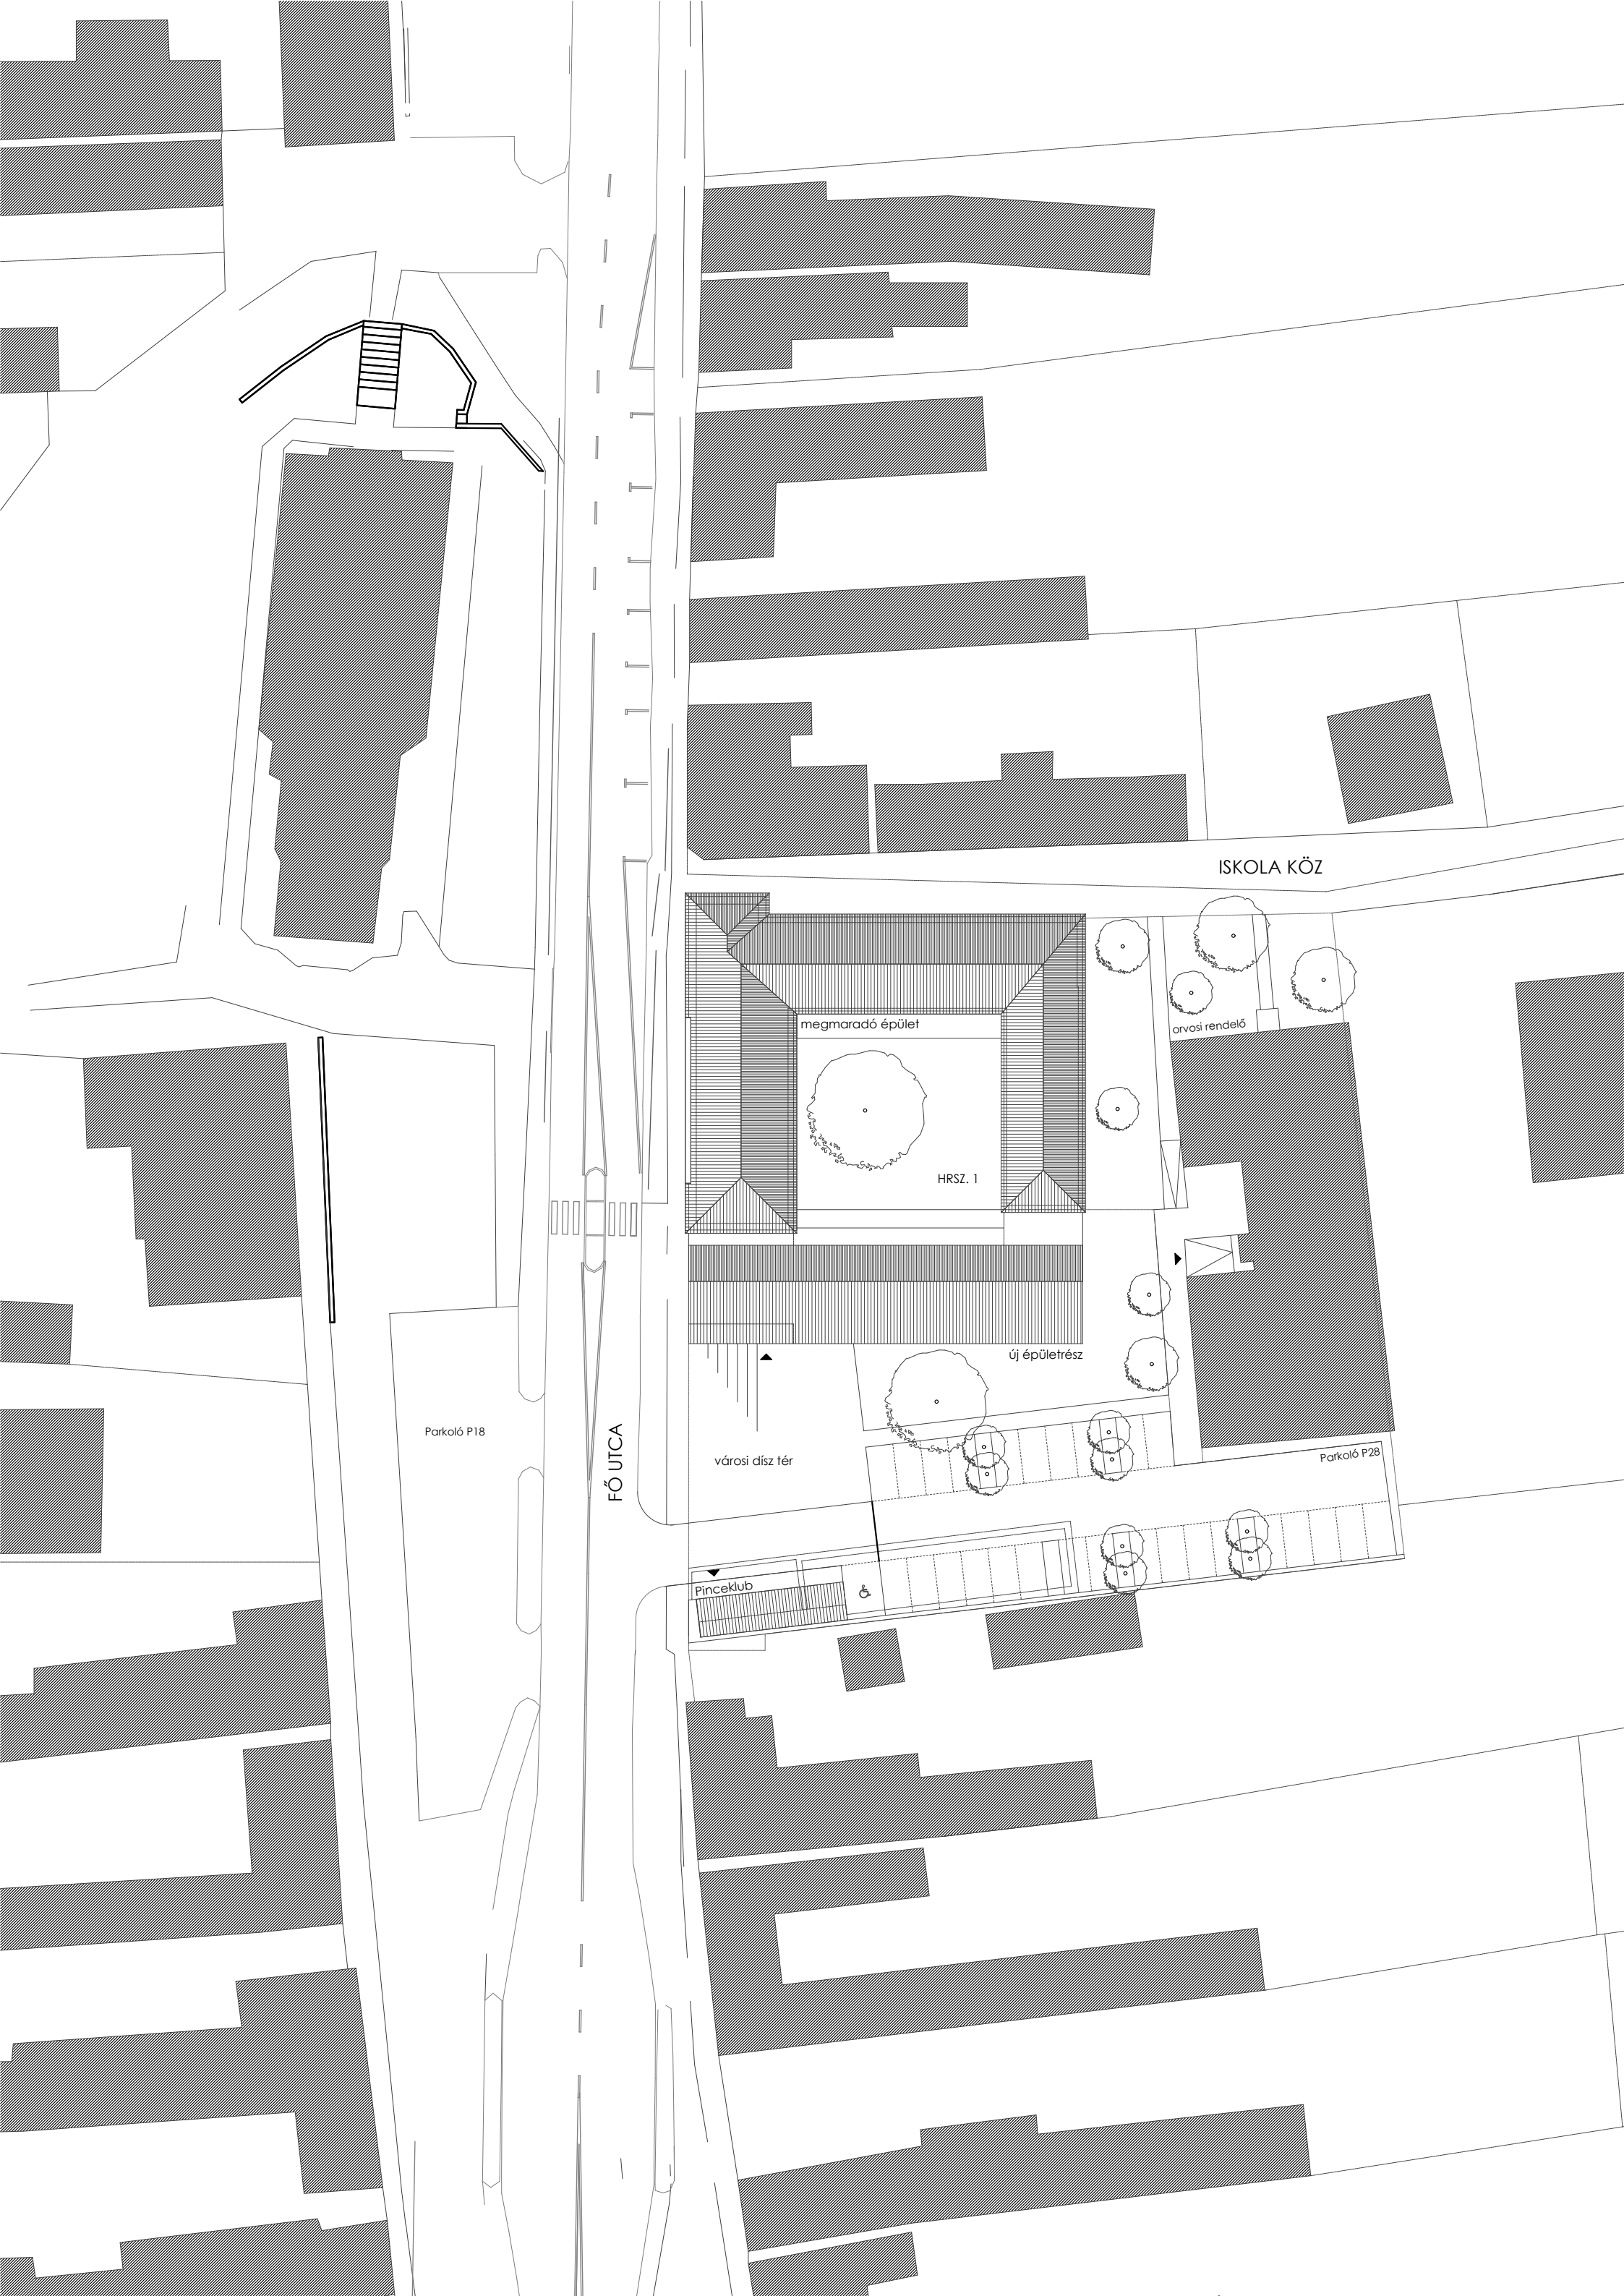 ISKOLA KÖZ
megmaradó épület
orvosi rendelő
HRSZ. 1
új épületrész
Parkoló P18
FŐ UTCA
városi dísz tér
Parkoló P28
Pinceklub